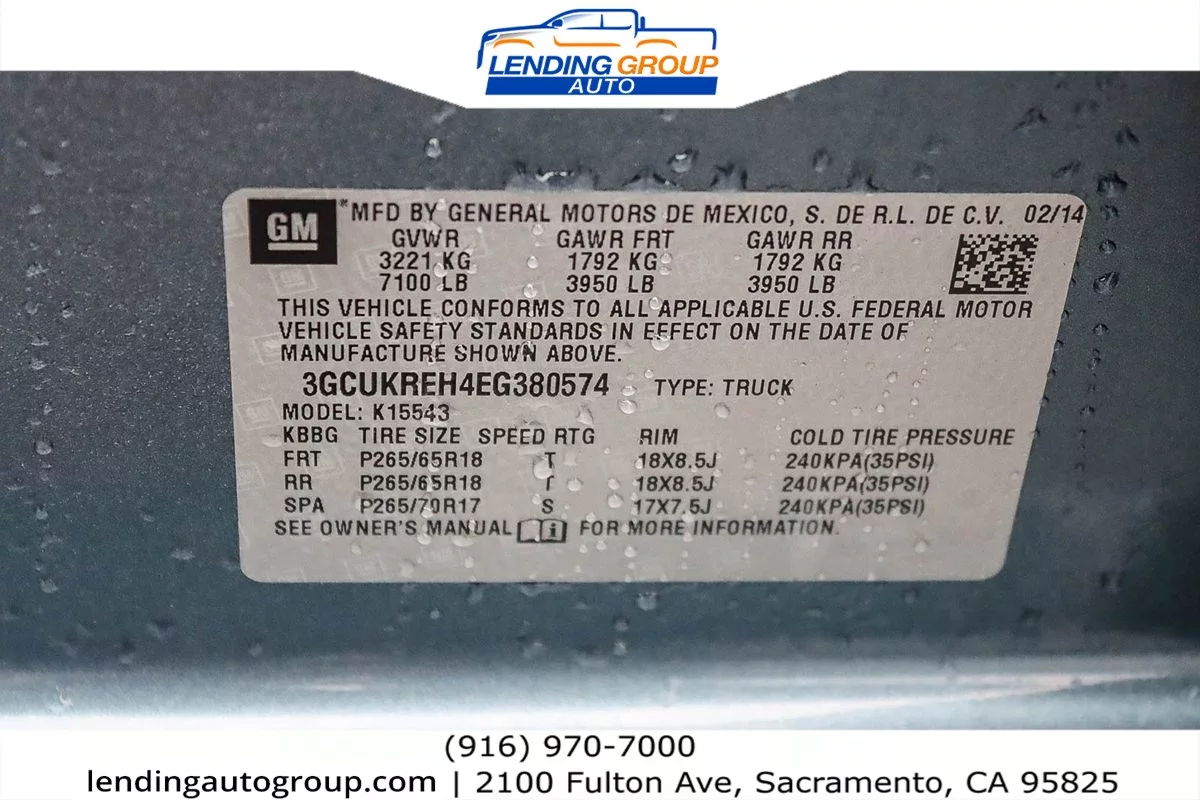 LENDING GROUP
AUTO
GM
*MFD BY GENERAL MOTORS DE MEXICO, S. DE R.L. DE C.V. 02/14
GVWR GAWR FRT GAWR RR
3221 KG 1792 KG 1792 KG
7100 LB 3950 LB 3950 LB
THIS VEHICLE CONFORMS TO ALL APPLICABLE U.S. FEDERAL MOTOR
VEHICLE SAFETY STANDARDS IN EFFECT ON THE DATE OF
MANUFACTURE SHOWN ABOVE.
3GCUKREH4EG380574 TYPE: TRUCK
MODEL: K15543
KBBG TIRE SIZE SPEED RTG RIM COLD TIRE PRESSURE
FRT P265/65R18 T 18X8.5J 240KPA(35PSI)
RR P265/65R18 T 18X8.5J 240KPA(35PSI)
SPA P265/70R17 S 17X7.5J 240KPA(35PSI)
SEE OWNER'S MANUAL FOR MORE INFORMATION.
(916) 970-7000
lendingautogroup.com | 2100 Fulton Ave, Sacramento, CA 95825